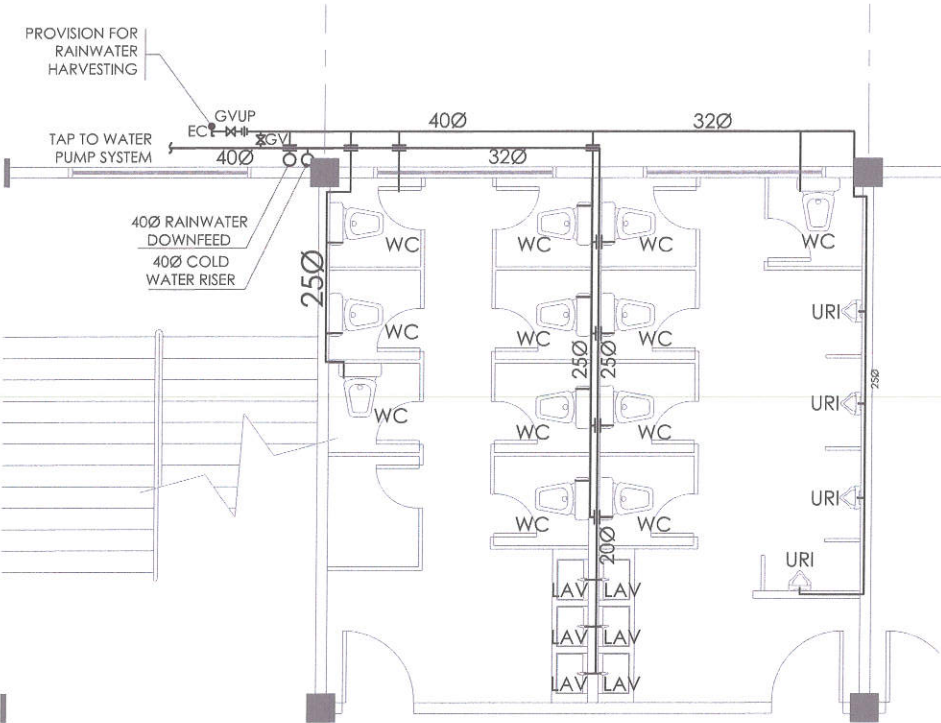 PROVISION FOR
RAINWATER
HARVESTING
GVUP
EC
GV
40Ø
32Ø
TAP TO WATER
PUMP SYSTEM
40Ø
32Ø
40Ø RAINWATER
DOWNFEED
40Ø COLD
WATER RISER
25Ø
WC
WC
WC
WC
URI
WC
WC
WC
25Ø
25Ø
25Ø
WC
WC
WC
URI
WC
WC
URI
20Ø
URI
LAV
LAV
LAV
LAV
LAV
LAV